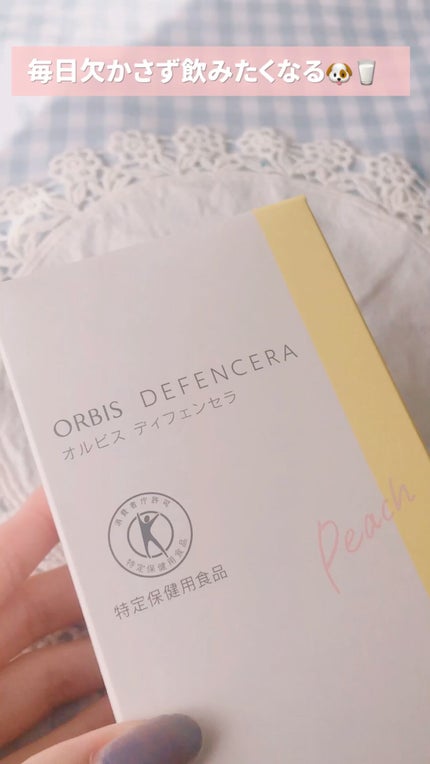 毎日欠かさず飲みたくなる🐶🥛
ORBIS DEFENCERA
オルビス ディフェンセラ
消費者庁許可
特定保健用食品
特定保健用食品
Peach